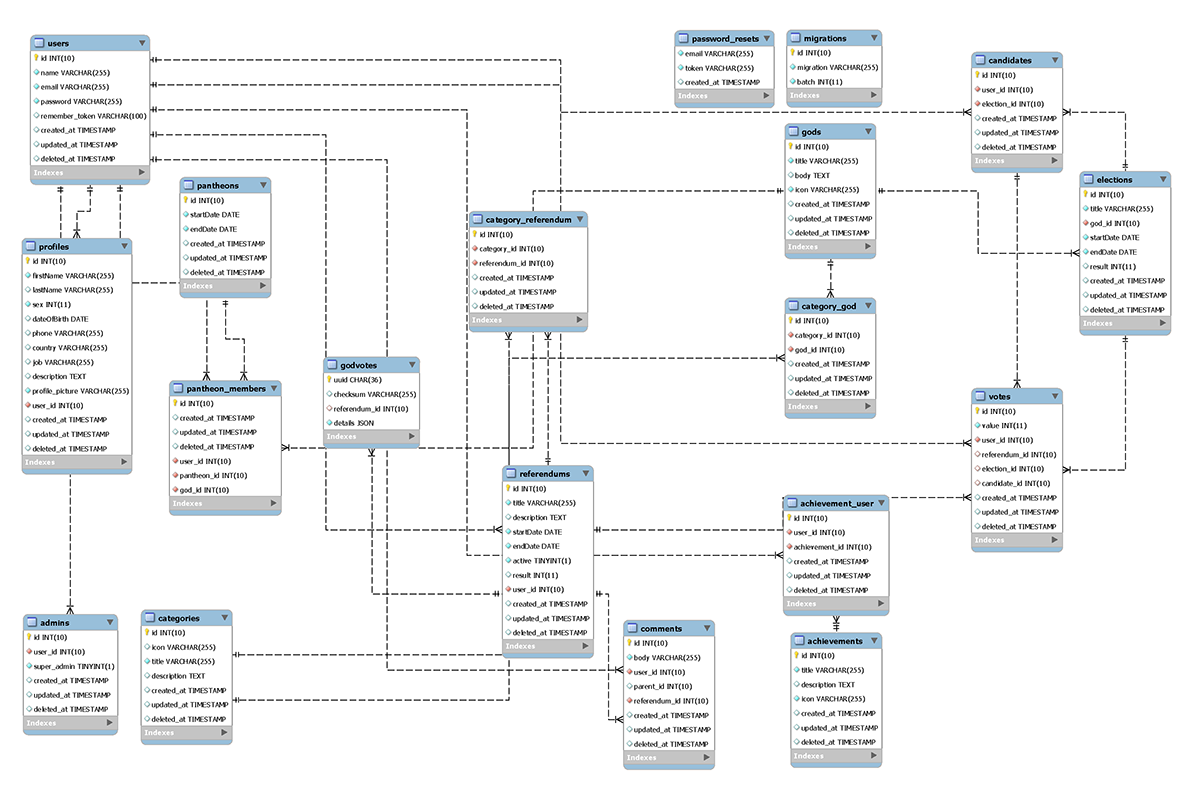 users
id INT(10)
name VARCHAR(255)
email VARCHAR(255)
password VARCHAR(255)
remember_token VARCHAR(100)
created_at TIMESTAMP
updated_at TIMESTAMP
deleted_at TIMESTAMP
Indexes
pantheons
id INT(10)
startDate DATE
endDate DATE
created_at TIMESTAMP
updated_at TIMESTAMP
deleted_at TIMESTAMP
Indexes
profiles
id INT(10)
firstName VARCHAR(255)
lastName VARCHAR(255)
sex INT(11)
dateOfBirth DATE
phone VARCHAR(255)
country VARCHAR(255)
job VARCHAR(255)
description TEXT
profile_picture VARCHAR(255)
user_id INT(10)
created_at TIMESTAMP
updated_at TIMESTAMP
deleted_at TIMESTAMP
Indexes
pantheon_members
id INT(10)
created_at TIMESTAMP
updated_at TIMESTAMP
deleted_at TIMESTAMP
user_id INT(10)
pantheon_id INT(10)
god_id INT(10)
Indexes
godvotes
uuid CHAR(36)
checksum VARCHAR(255)
referendum_id INT(10)
details JSON
Indexes
admins
id INT(10)
user_id INT(10)
super_admin TINYINT(1)
created_at TIMESTAMP
updated_at TIMESTAMP
deleted_at TIMESTAMP
Indexes
categories
id INT(10)
icon VARCHAR(255)
title VARCHAR(255)
description TEXT
created_at TIMESTAMP
updated_at TIMESTAMP
deleted_at TIMESTAMP
Indexes
category_referendum
id INT(10)
category_id INT(10)
referendum_id INT(10)
created_at TIMESTAMP
updated_at TIMESTAMP
deleted_at TIMESTAMP
Indexes
referendums
id INT(10)
title VARCHAR(255)
description TEXT
startDate DATE
endDate DATE
active TINYINT(1)
result INT(11)
user_id INT(10)
created_at TIMESTAMP
updated_at TIMESTAMP
deleted_at TIMESTAMP
Indexes
comments
id INT(10)
body VARCHAR(255)
user_id INT(10)
parent_id INT(10)
referendum_id INT(10)
created_at TIMESTAMP
updated_at TIMESTAMP
deleted_at TIMESTAMP
Indexes
password_resets
email VARCHAR(255)
token VARCHAR(255)
created_at TIMESTAMP
Indexes
migrations
id INT(10)
migration VARCHAR(255)
batch INT(11)
Indexes
gods
id INT(10)
title VARCHAR(255)
body TEXT
icon VARCHAR(255)
created_at TIMESTAMP
updated_at TIMESTAMP
deleted_at TIMESTAMP
Indexes
category_god
id INT(10)
category_id INT(10)
god_id INT(10)
created_at TIMESTAMP
updated_at TIMESTAMP
deleted_at TIMESTAMP
Indexes
achievement_user
id INT(10)
user_id INT(10)
achievement_id INT(10)
created_at TIMESTAMP
updated_at TIMESTAMP
deleted_at TIMESTAMP
Indexes
achievements
id INT(10)
title VARCHAR(255)
description TEXT
icon VARCHAR(255)
created_at TIMESTAMP
updated_at TIMESTAMP
deleted_at TIMESTAMP
Indexes
candidates
id INT(10)
user_id INT(10)
election_id INT(10)
created_at TIMESTAMP
updated_at TIMESTAMP
deleted_at TIMESTAMP
Indexes
elections
id INT(10)
title VARCHAR(255)
god_id INT(10)
startDate DATE
endDate DATE
result INT(11)
created_at TIMESTAMP
updated_at TIMESTAMP
deleted_at TIMESTAMP
Indexes
votes
id INT(10)
value INT(11)
user_id INT(10)
referendum_id INT(10)
election_id INT(10)
candidate_id INT(10)
created_at TIMESTAMP
updated_at TIMESTAMP
deleted_at TIMESTAMP
Indexes